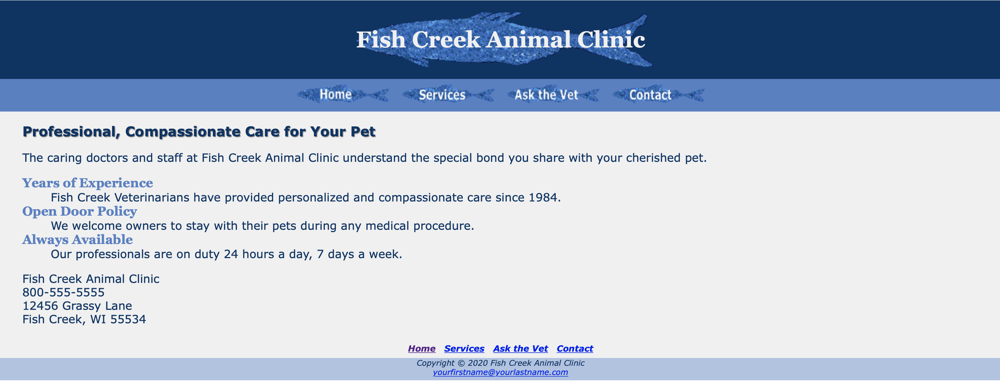 Fish Creek Animal Clinic
Home Services Ask the Vet Contact
Professional, Compassionate Care for Your Pet
The caring doctors and staff at Fish Creek Animal Clinic understand the special bond you share with your cherished pet.
Years of Experience
Fish Creek Veterinarians have provided personalized and compassionate care since 1984.
Open Door Policy
We welcome owners to stay with their pets during any medical procedure.
Always Available
Our professionals are on duty 24 hours a day, 7 days a week.
Fish Creek Animal Clinic
800-555-5555
12456 Grassy Lane
Fish Creek, WI 55534
Home Services Ask the Vet Contact
Copyright © 2020 Fish Creek Animal Clinic
yourfirstname@yourlastname.com